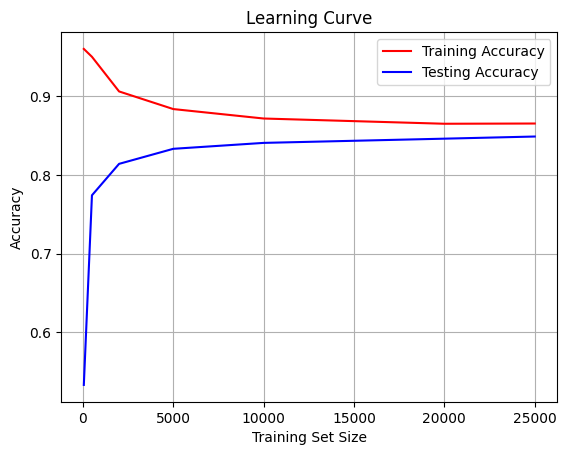 Learning Curve
Training Accuracy
Testing Accuracy
Accuracy
0.9
0.8
0.7
0.6
0 5000 10000 15000 20000 25000
Training Set Size